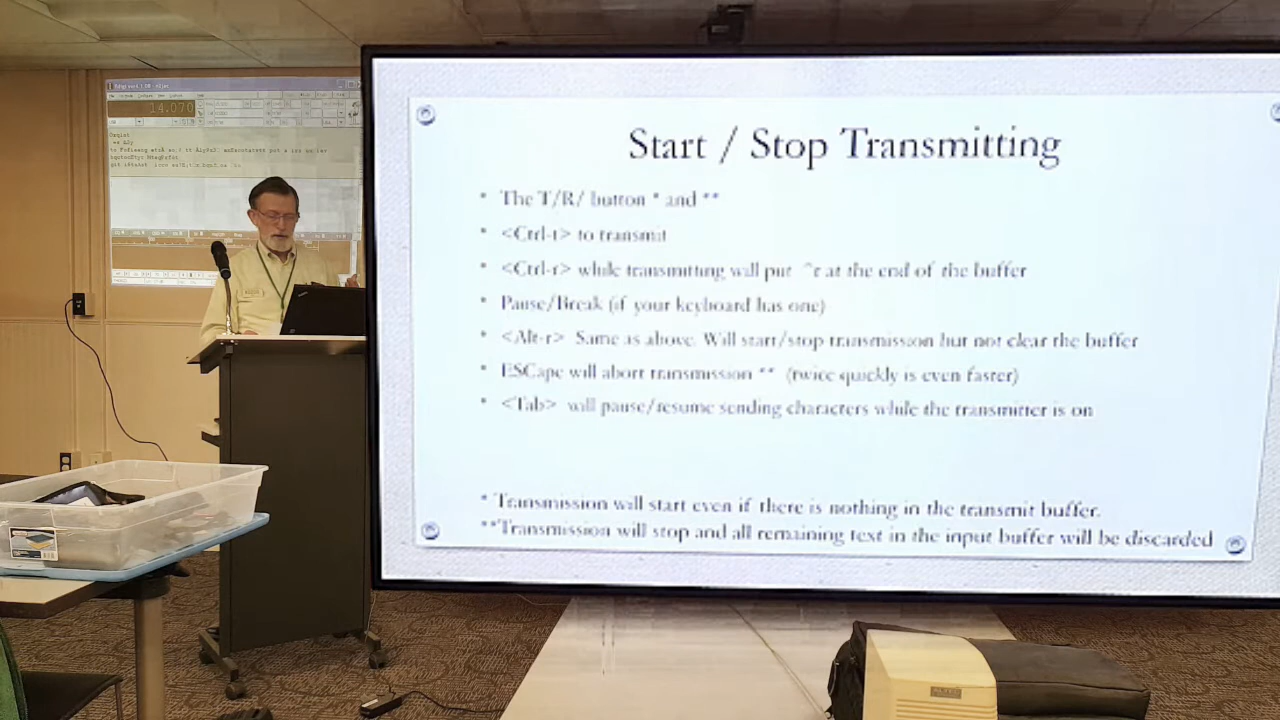 14.070
Start / Stop Transmitting
• The T/R/ button * and **
• <Ctrl-t> to transmit
• <Ctrl-r> while transmitting will put ^r at the end of the buffer
• Pause/Break (if your keyboard has one)
• <Alt-r> Same as above. Will start/stop transmission but not clear the buffer
• ESCape will abort transmission ** (twice quickly is even faster)
• <Tab> will pause/resume sending characters while the transmitter is on
* Transmission will start even if there is nothing in the transmit buffer.
**Transmission will stop and all remaining text in the input buffer will be discarded